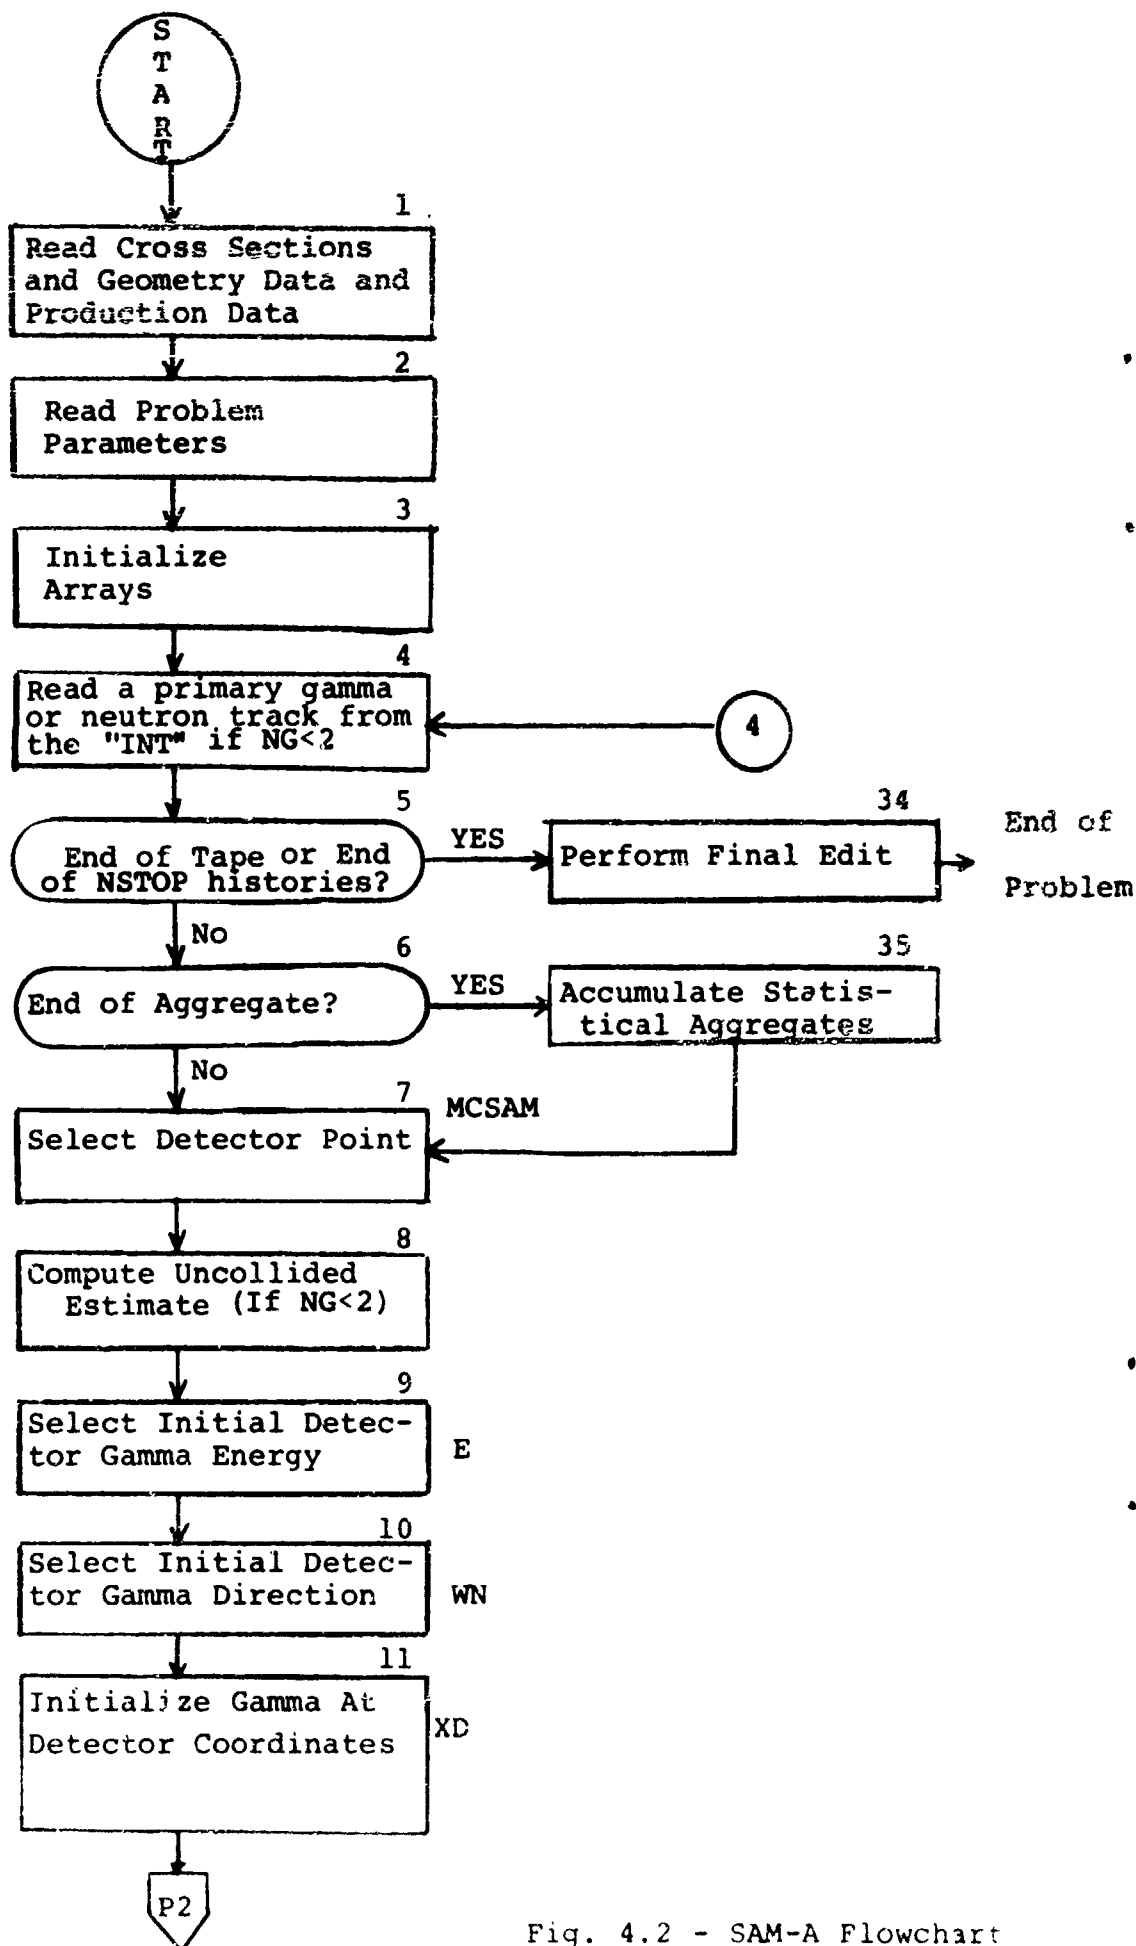 START
1
Read Cross Sections
and Geometry Data and
Production Data
2
Read Problem
Parameters
3
Initialize
Arrays
4
Read a primary gamma
or neutron track from
the "INT" if NG<2
4
5
End of Tape or End
of NSTOP histories?
YES
34
Perform Final Edit
End of
Problem
No
6
End of Aggregate?
YES
35
Accumulate Statis-
tical Aggregates
No
7
MCSAM
Select Detector Point
8
Compute Uncollided
Estimate (If NG<2)
9
Select Initial Detec-
tor Gamma Energy
E
10
Select Initial Detec-
tor Gamma Direction
WN
11
Initialize Gamma At
Detector Coordinates
XD
P2
Fig. 4.2 - SAM-A Flowchart